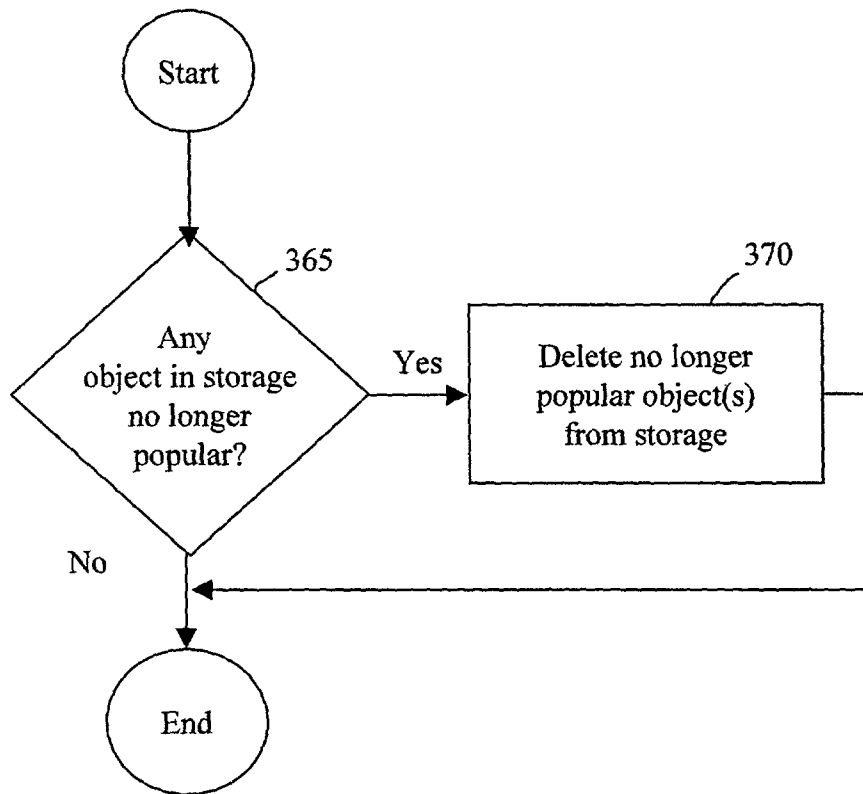 Start
365
Any
object in storage
no longer
popular?
Yes
370
Delete no longer
popular object(s)
from storage
No
End